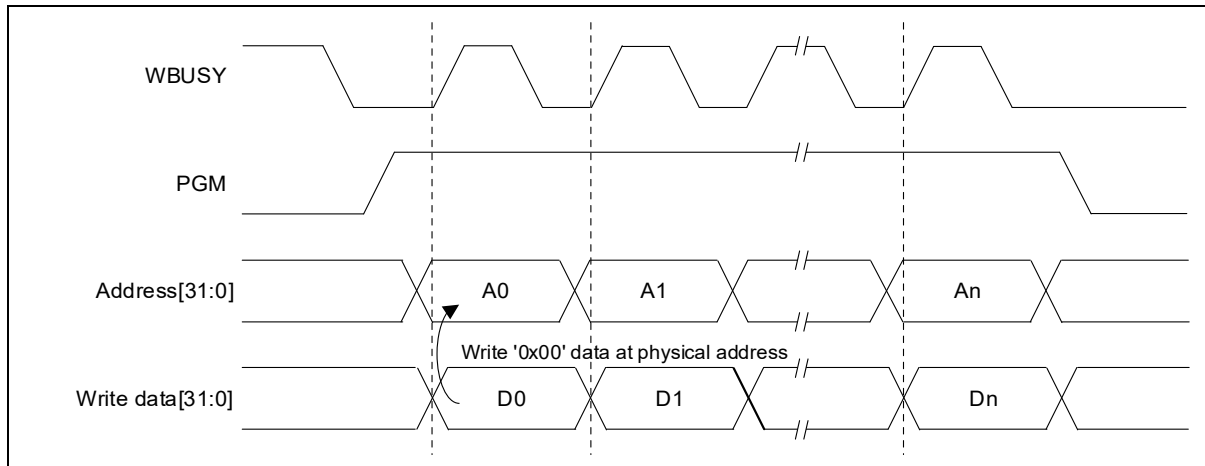 WBUSY
PGM
Address[31:0]
A0
A1
An
Write '0x00' data at physical address
Write data[31:0]
D0
D1
Dn